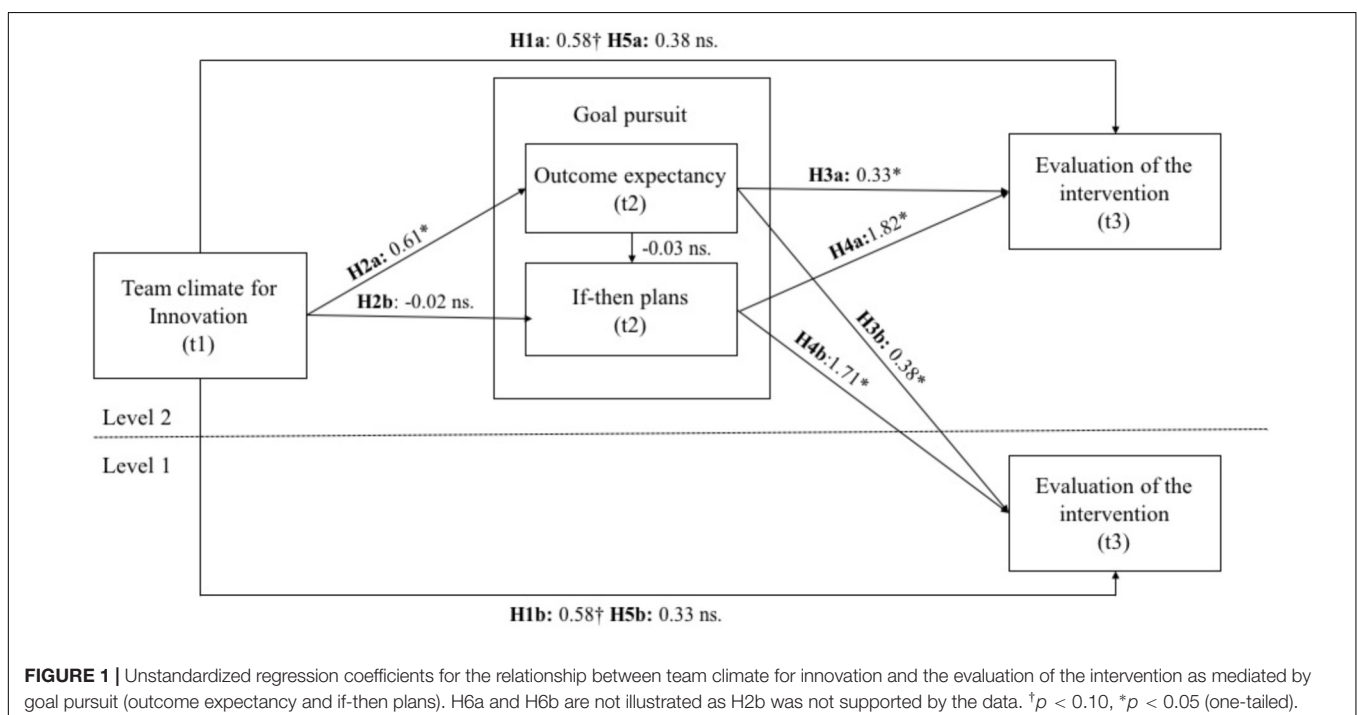 H1a: 0.58† H5a: 0.38 ns.
Goal pursuit
Outcome expectancy
(t2)
H3a: 0.33*
Evaluation of the
intervention
(t3)
H2a: 0.61*
-0.03 ns.
H4a:1.82*
Team climate for
Innovation
(t1)
H2b: -0.02 ns.
If-then plans
(t2)
H3b: 0.38*
H4b:1.71*
Level 2
Level 1
Evaluation of the
intervention
(t3)
H1b: 0.58† H5b: 0.33 ns.
FIGURE 1 | Unstandardized regression coefficients for the relationship between team climate for innovation and the evaluation of the intervention as mediated by
goal pursuit (outcome expectancy and if-then plans). H6a and H6b are not illustrated as H2b was not supported by the data. †p < 0.10, *p < 0.05 (one-tailed).